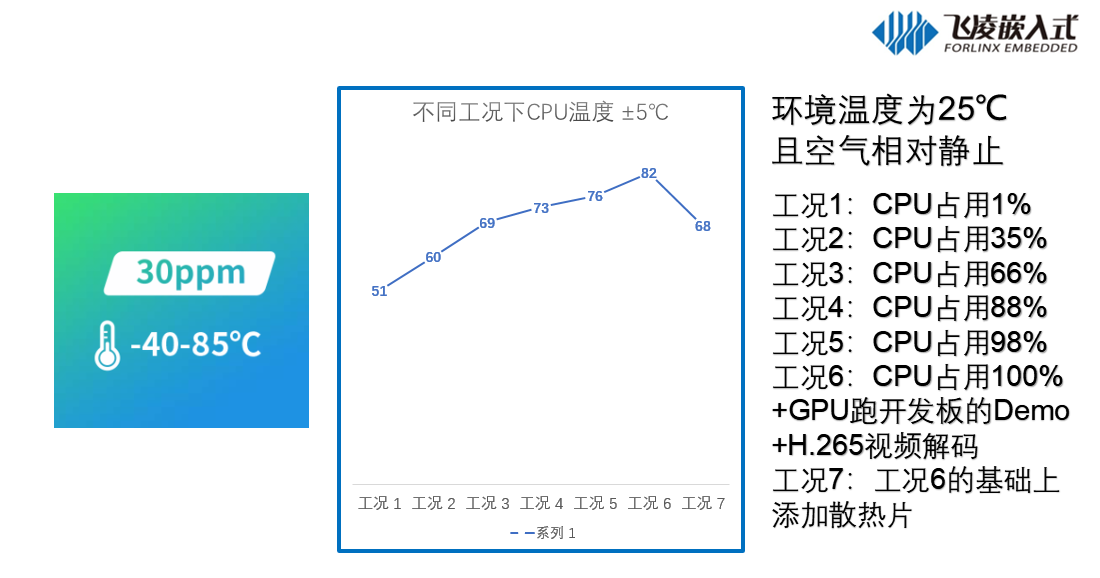 飞凌嵌入式
FORLINX EMBEDDED
30ppm
-40-85℃
不同工况下CPU温度 ±5℃
51
60
69
73
76
82
68
工况 1
工况 2
工况 3
工况 4
工况 5
工况 6
工况 7
系列 1
环境温度为25℃
且空气相对静止
工况1：CPU占用1%
工况2：CPU占用35%
工况3：CPU占用66%
工况4：CPU占用88%
工况5：CPU占用98%
工况6：CPU占用100%
+GPU跑开发板的Demo
+H.265视频解码
工况7：工况6的基础上
添加散热片